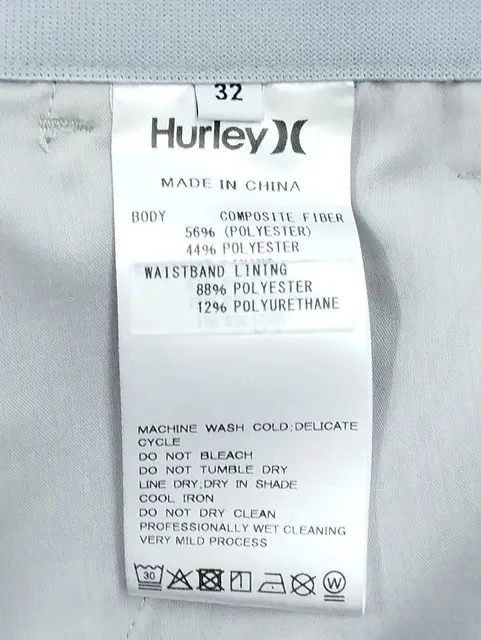 32
Hurley
MADE IN CHINA
BODY COMPOSITE FIBER
56% (POLYESTER)
44% POLYESTER
WAISTBAND LINING
88% POLYESTER
12% POLYURETHANE
MACHINE WASH COLD;DELICATE
CYCLE
DO NOT BLEACH
DO NOT TUMBLE DRY
LINE DRY;DRY IN SHADE
COOL IRON
DO NOT DRY CLEAN
PROFESSIONALLY WET CLEANING
VERY MILD PROCESS
30 W